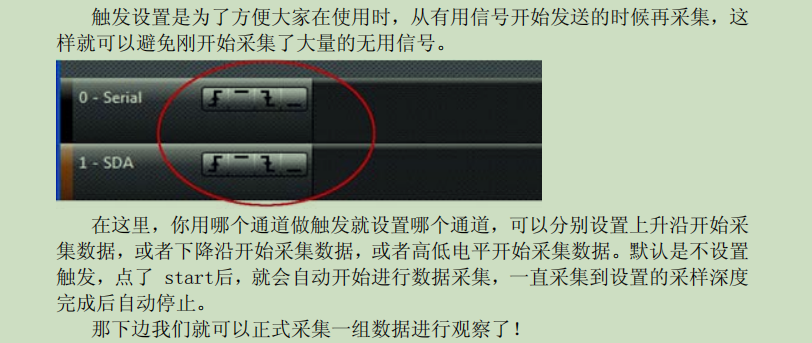 触发设置是为了方便大家在使用时，从有用信号开始发送的时候再采集，这
样就可以避免刚开始采集了大量的无用信号。
0 - Serial
1 - SDA
在这里，你用哪个通道做触发就设置哪个通道，可以分别设置上升沿开始采
集数据，或者下降沿开始采集数据，或者高低电平开始采集数据。默认是不设置
触发，点了 start后，就会自动开始进行数据采集，一直采集到设置的采样深度
完成后自动停止。
那下边我们就可以正式采集一组数据进行观察了！